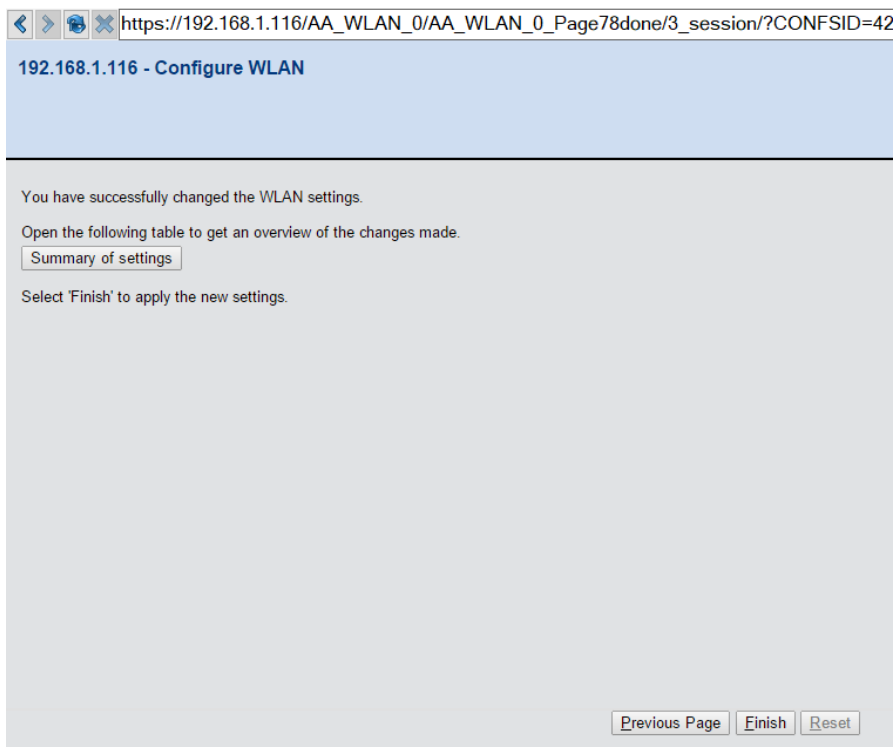 https://192.168.1.116/AA_WLAN_0/AA_WLAN_0_Page78done/3_session/?CONFSID=42
192.168.1.116 - Configure WLAN
You have successfully changed the WLAN settings.
Open the following table to get an overview of the changes made.
Summary of settings
Select 'Finish' to apply the new settings.
Previous Page Finish Reset